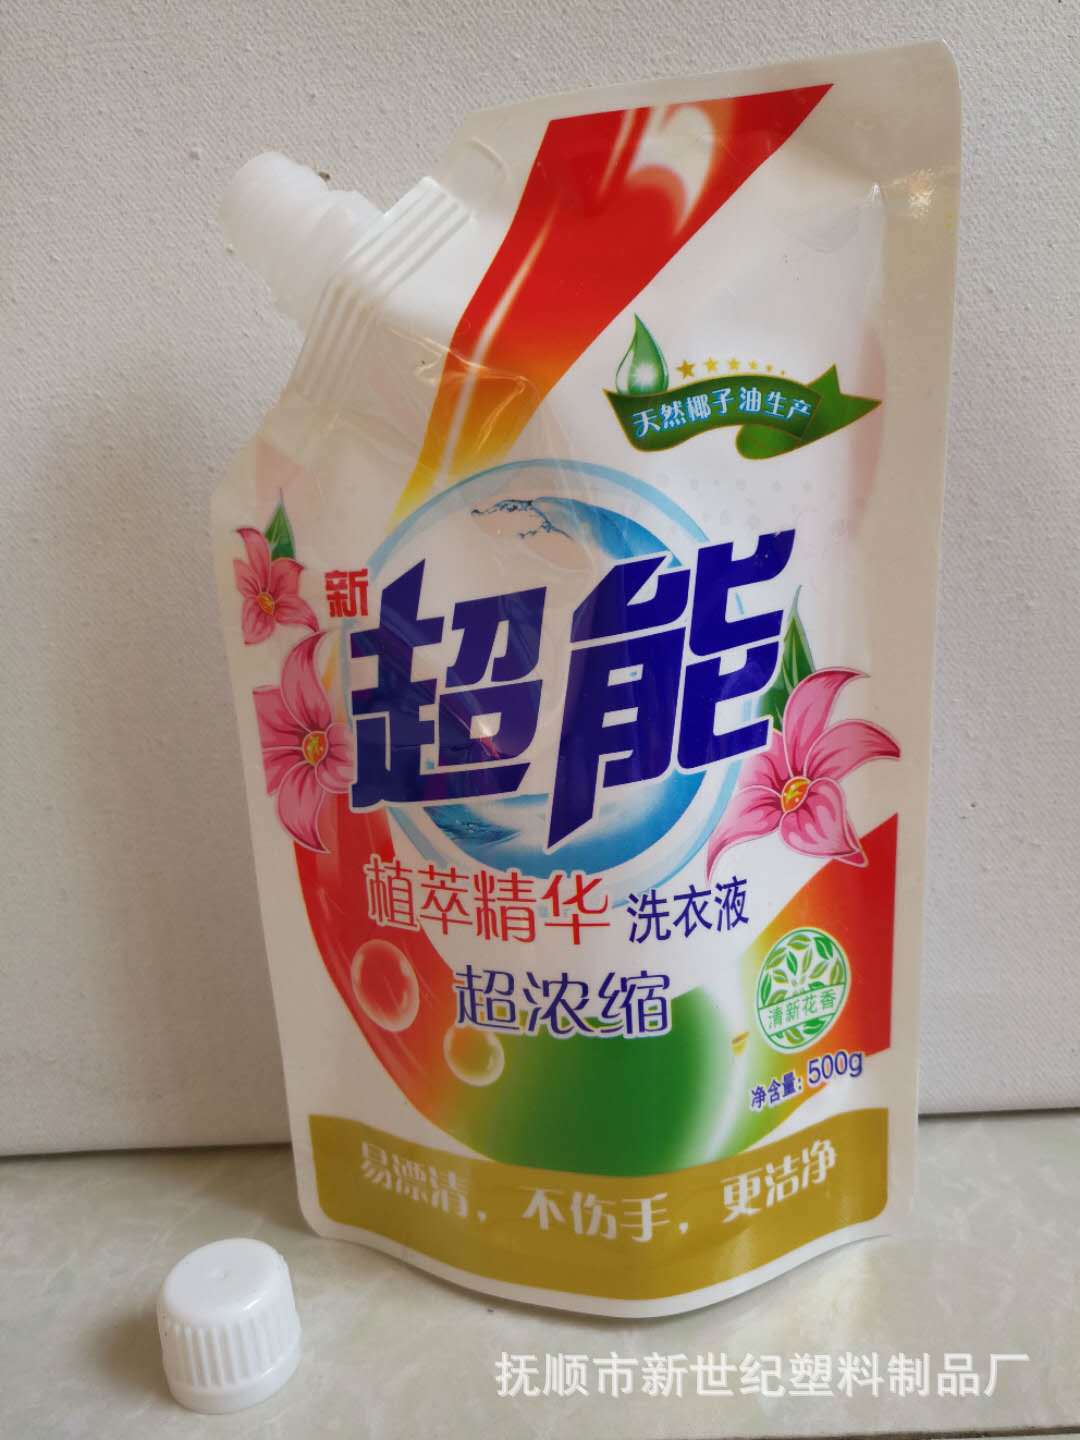 天然椰子油生产
新
超能
植萃精华 洗衣液
超浓缩
清新花香
净含量：500g
易漂清，不伤手，更洁净
抚顺市新世纪塑料制品厂